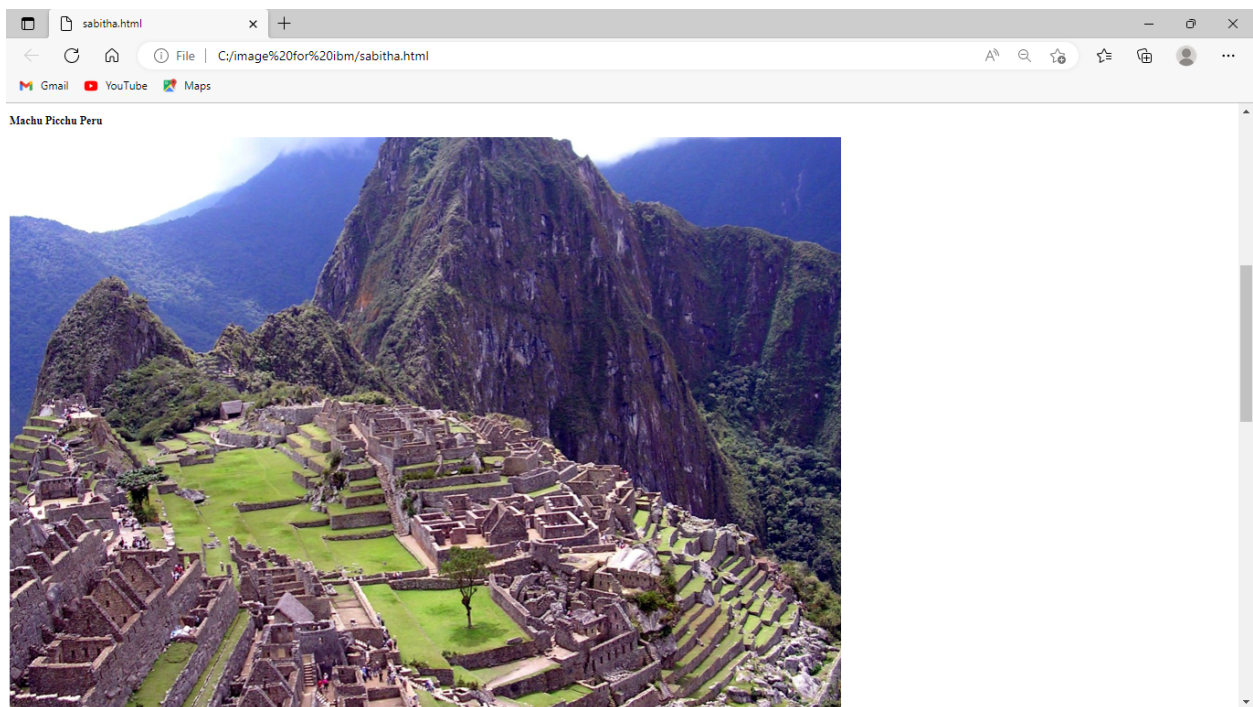 sabitha.html
File | C:/image%20for%20ibm/sabitha.html
Gmail YouTube Maps
Machu Picchu Peru